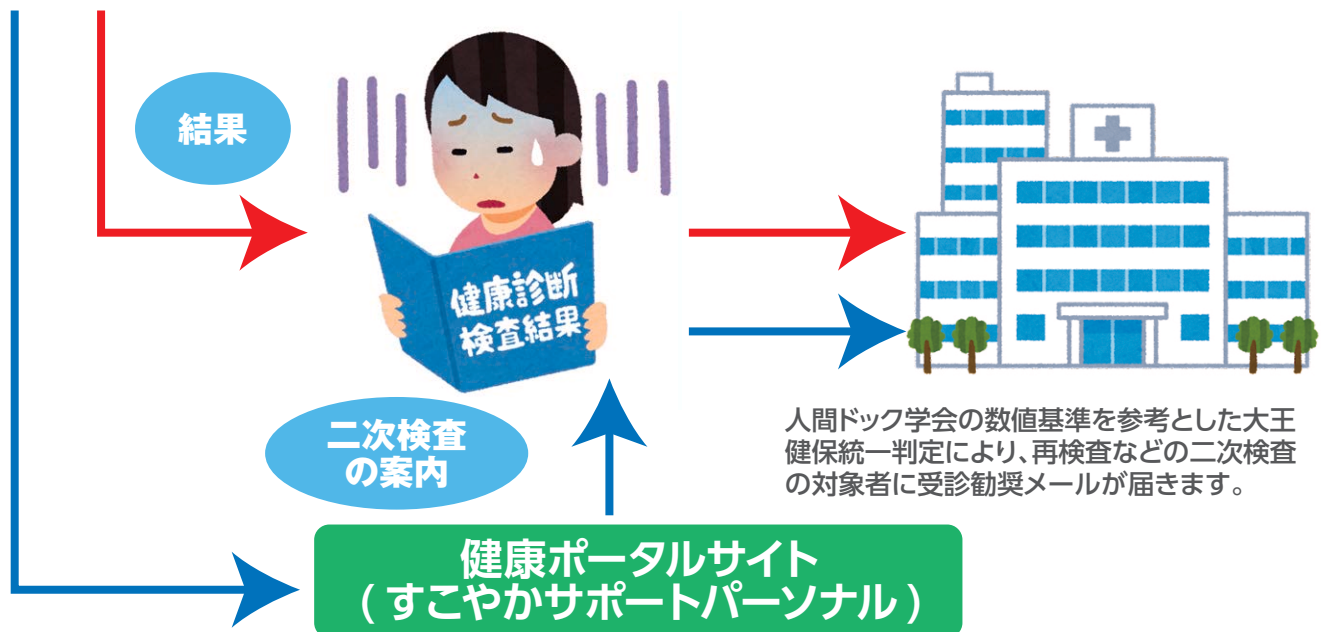 結果
健康診断
検査結果
二次検査
の案内
人間ドック学会の数値基準を参考とした大王
健保統一判定により、再検査などの二次検査
の対象者に受診勧奨メールが届きます。
健康ポータルサイト
(すこやかサポートパーソナル)